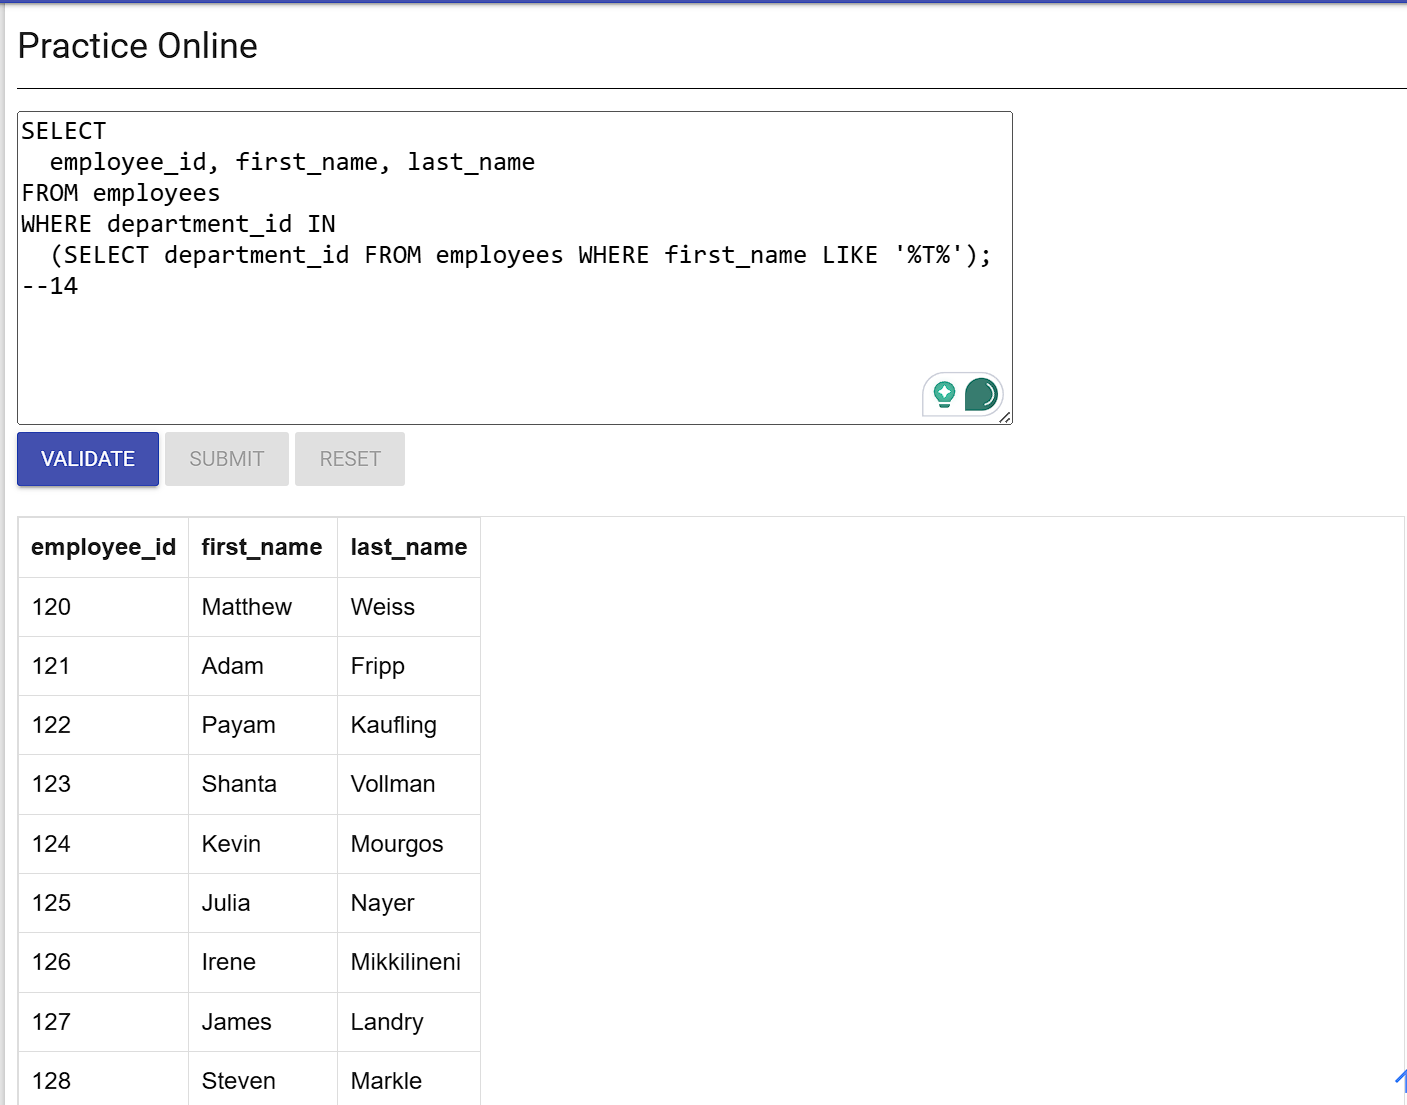 Practice Online
SELECT
  employee_id, first_name, last_name
FROM employees
WHERE department_id IN
  (SELECT department_id FROM employees WHERE first_name LIKE '%T%');
--14
VALIDATE SUBMIT RESET
employee_id first_name last_name
120 Matthew Weiss
121 Adam Fripp
122 Payam Kaufling
123 Shanta Vollman
124 Kevin Mourgos
125 Julia Nayer
126 Irene Mikkilineni
127 James Landry
128 Steven Markle